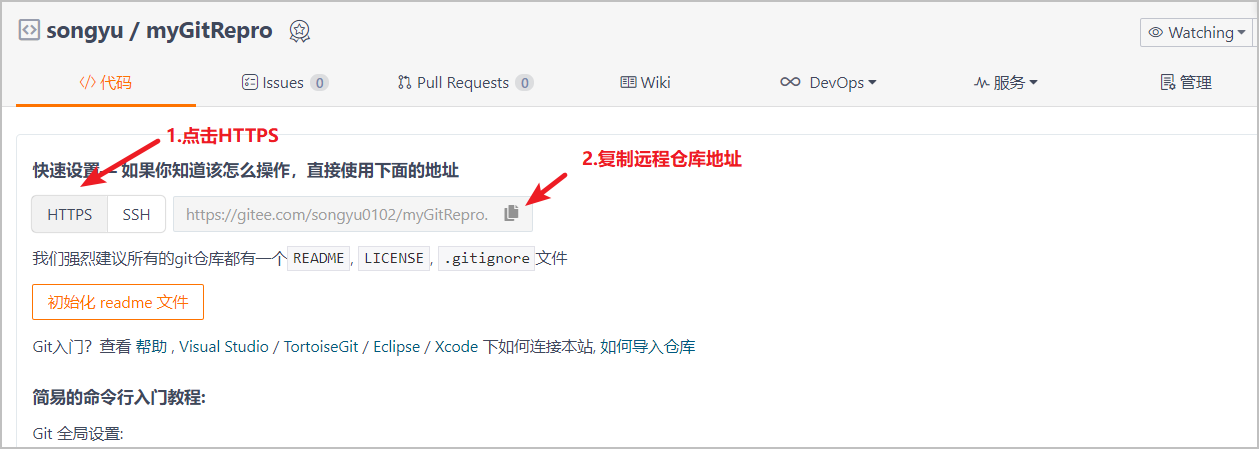 songyu / myGitRepro
Watching
代码 Issues 0 Pull Requests 0 Wiki DevOps 服务 管理
1.点击HTTPS
2.复制远程仓库地址
快速设置— 如果你知道该怎么操作，直接使用下面的地址
HTTPS SSH https://gitee.com/songyu0102/myGitRepro.
我们强烈建议所有的git仓库都有一个 README , LICENSE , .gitignore 文件
初始化 readme 文件
Git入门？查看 帮助 , Visual Studio / TortoiseGit / Eclipse / Xcode 下如何连接本站, 如何导入仓库
简易的命令行入门教程:
Git 全局设置: